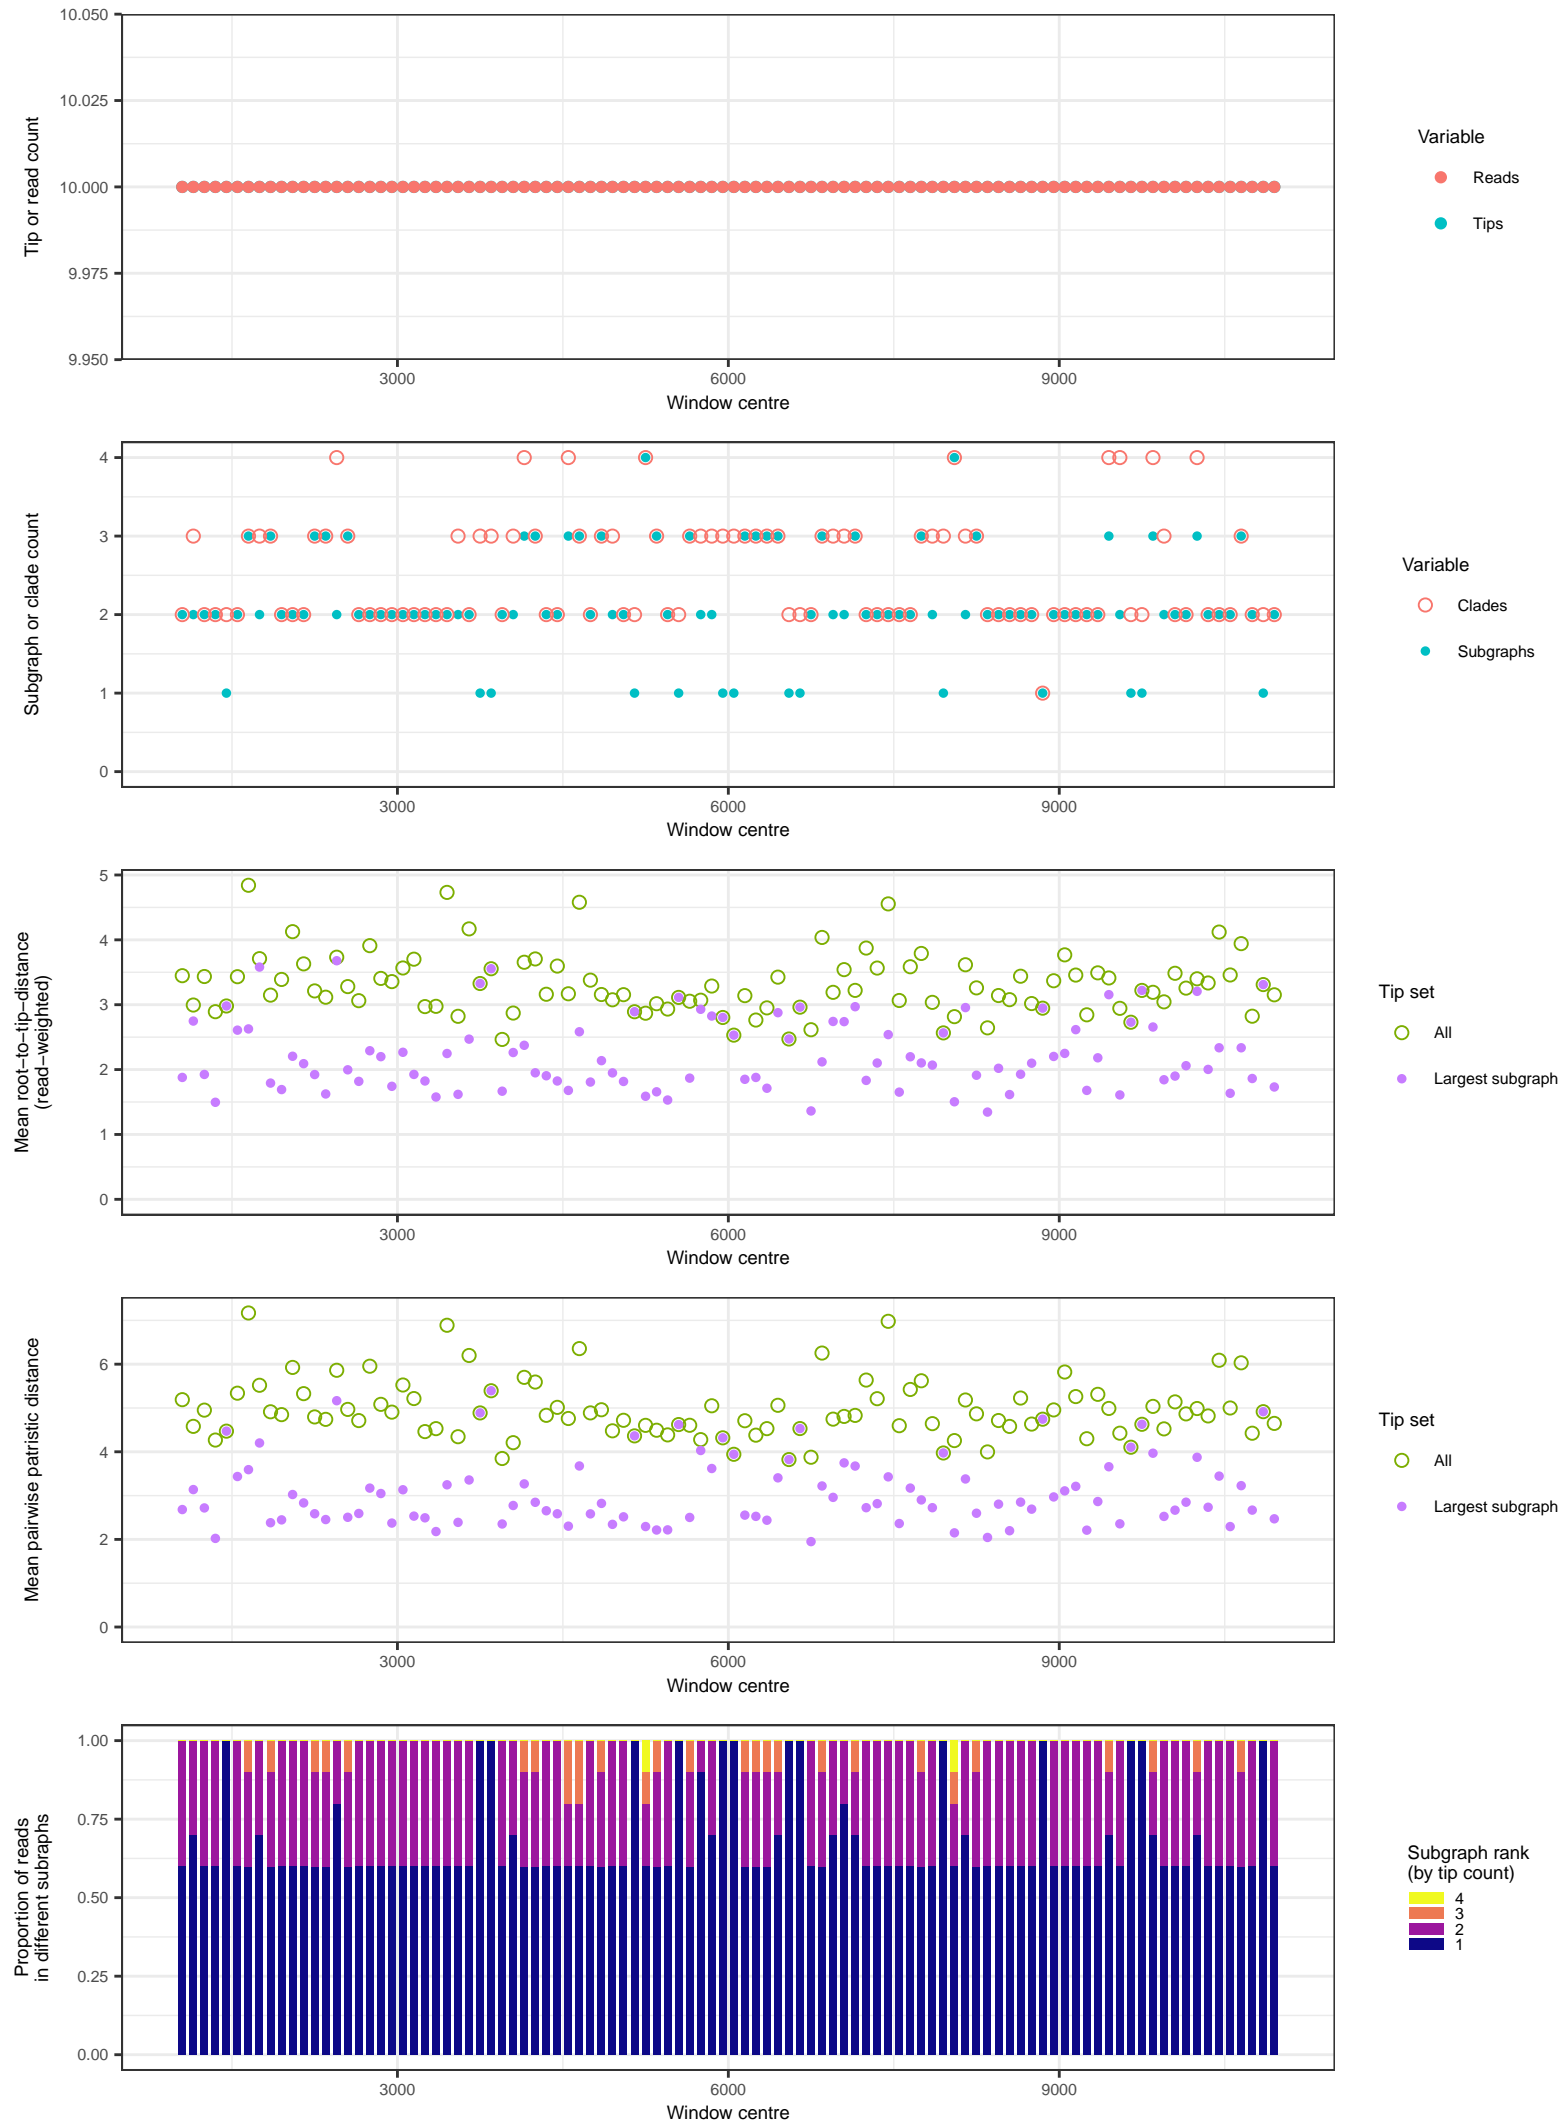 10.050
10.025
10.000
9.975
9.950
Tip or read count
3000
6000
9000
Window centre
Variable
Reads
Tips
4
3
2
1
0
Subgraph or clade count
3000
6000
9000
Window centre
Variable
Clades
Subgraphs
5
4
3
2
1
0
Mean root−to−tip−distance
(read−weighted)
3000
6000
9000
Window centre
Tip set
All
Largest subgraph
6
4
2
0
Mean pairwise patristic distance
3000
6000
9000
Window centre
Tip set
All
Largest subgraph
1.00
0.75
0.50
0.25
0.00
Proportion of reads
in different subraphs
3000
6000
9000
Window centre
Subgraph rank
(by tip count)
4
3
2
1